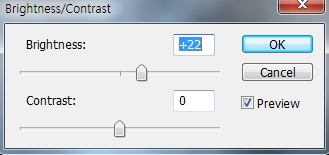 Brightness/Contrast
Brightness: +22 OK
Cancel
Contrast: 0 Preview